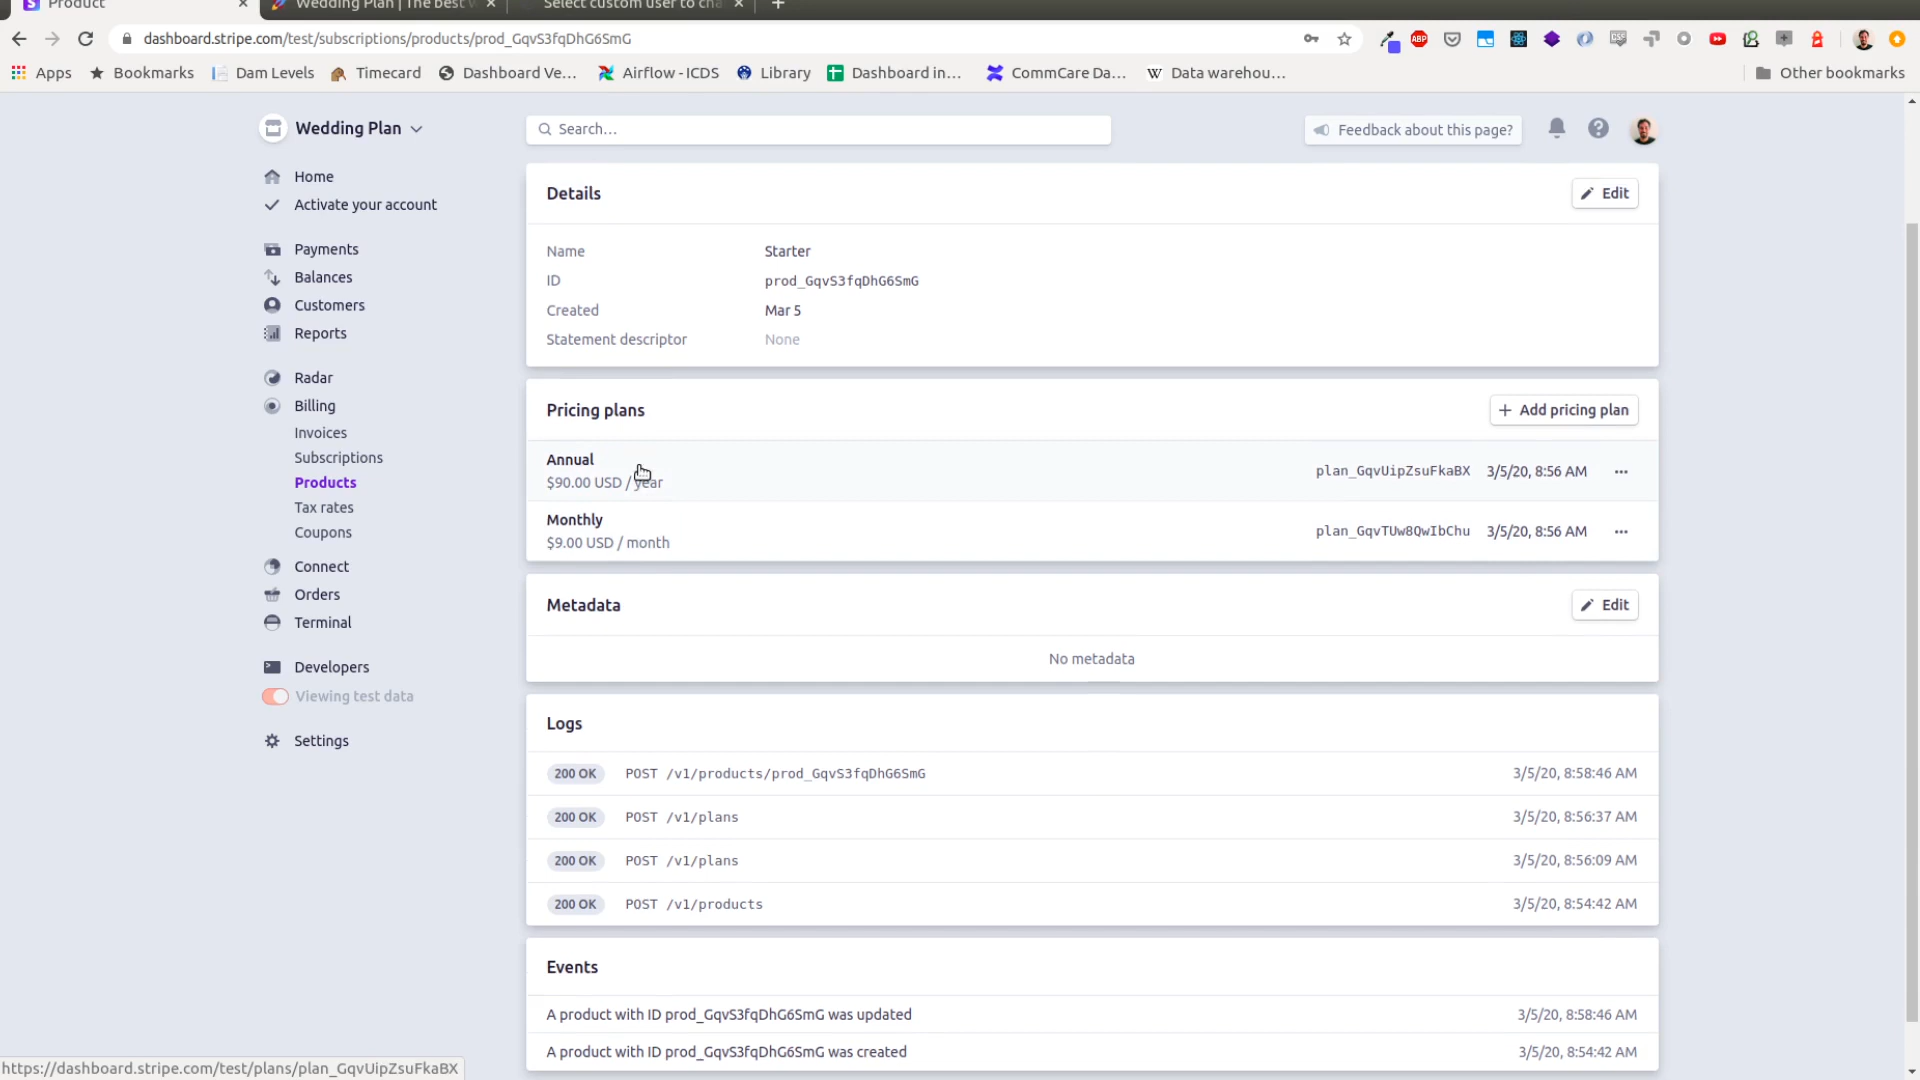 Product
Wedding Plan | The best w
Select custom user to cha
dashboard.stripe.com/test/subscriptions/products/prod_GqvS3fqDhG6SmG
Apps
Bookmarks
Dam Levels
Timecard
Dashboard Ve...
Airflow - ICDS
Library
Dashboard in...
CommCare Da...
Data warehou...
Other bookmarks
Wedding Plan
Search...
Feedback about this page?
Home
Activate your account
Payments
Balances
Customers
Reports
Radar
Billing
Invoices
Subscriptions
Products
Tax rates
Coupons
Connect
Orders
Terminal
Developers
Viewing test data
Settings
Details
Edit
Name Starter
ID prod_GqvS3fqDhG6SmG
Created Mar 5
Statement descriptor None
Pricing plans
+ Add pricing plan
Annual
$90.00 USD / year
plan_GqvUipZsuFkaBX 3/5/20, 8:56 AM
Monthly
$9.00 USD / month
plan_GqvTUw8QwIbChu 3/5/20, 8:56 AM
Metadata
Edit
No metadata
Logs
200 OK POST /v1/products/prod_GqvS3fqDhG6SmG 3/5/20, 8:58:46 AM
200 OK POST /v1/plans 3/5/20, 8:56:37 AM
200 OK POST /v1/plans 3/5/20, 8:56:09 AM
200 OK POST /v1/products 3/5/20, 8:54:42 AM
Events
A product with ID prod_GqvS3fqDhG6SmG was updated 3/5/20, 8:58:46 AM
A product with ID prod_GqvS3fqDhG6SmG was created 3/5/20, 8:54:42 AM
https://dashboard.stripe.com/test/plans/plan_GqvUipZsuFkaBX